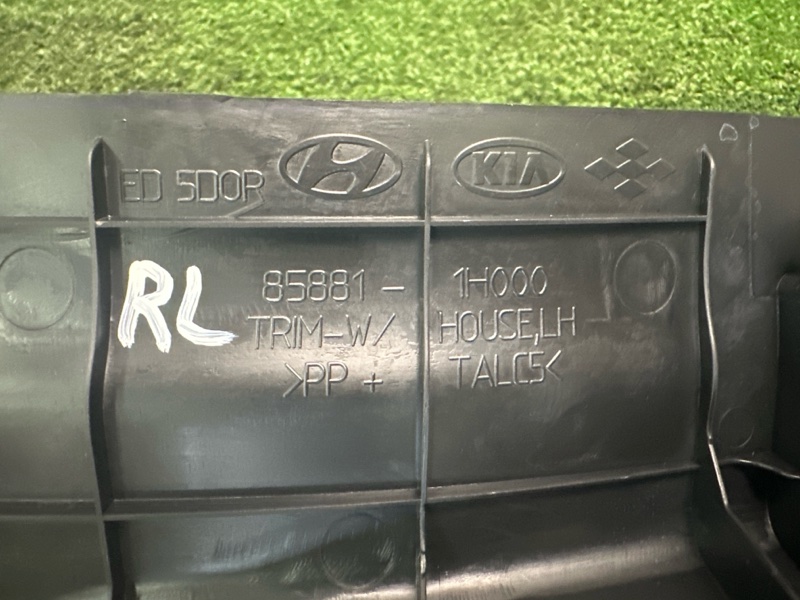 ED 5DOR KIA
RL
85881- 1H000
TRIM-W/ HOUSE,LH
>PP + TALC5<